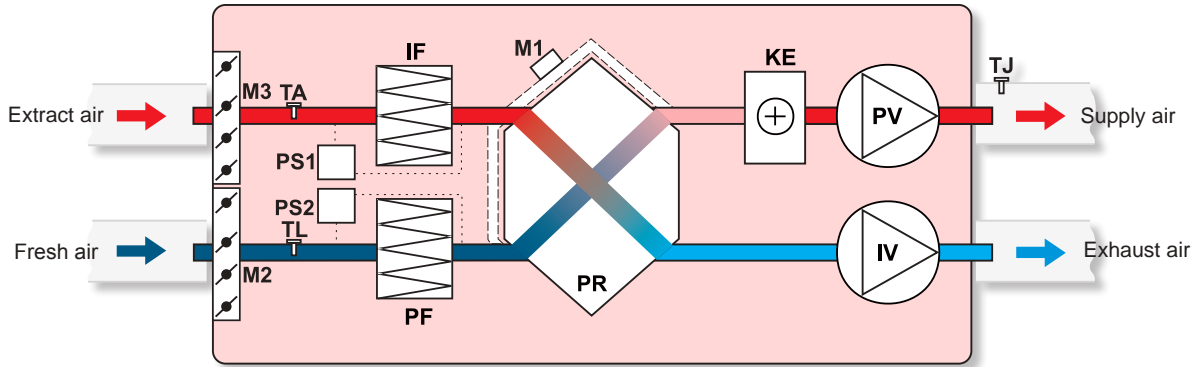 IF
M1
KE
TJ
M3
TA
Extract air
PV
Supply air
PS1
PS2
TL
Fresh air
M2
PR
IV
Exhaust air
PF